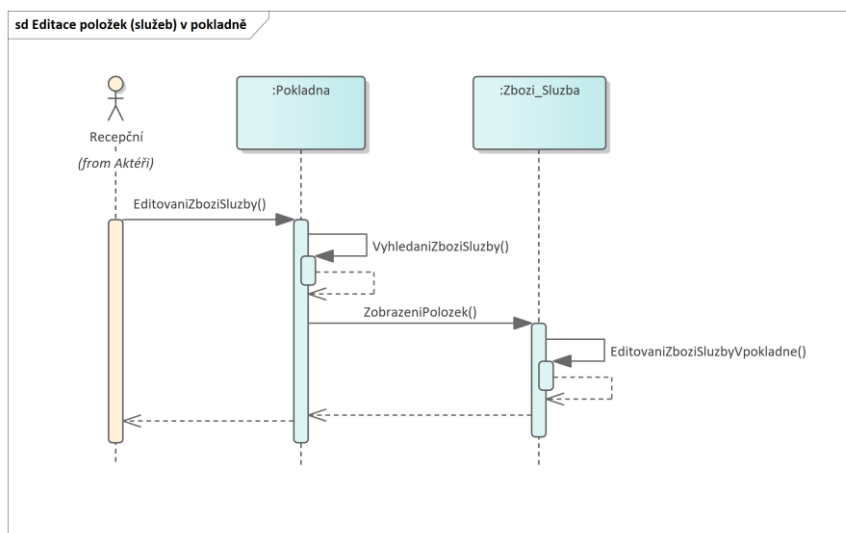 sd Editace položek (služeb) v pokladně
:Pokladna
:Zbozi_Sluzba
Recepční
(from Aktéři)
EditovaniZboziSluzby()
VyhledaniZboziSluzby()
ZobrazeniPolozek()
EditovaniZboziSluzbyVpokladne()